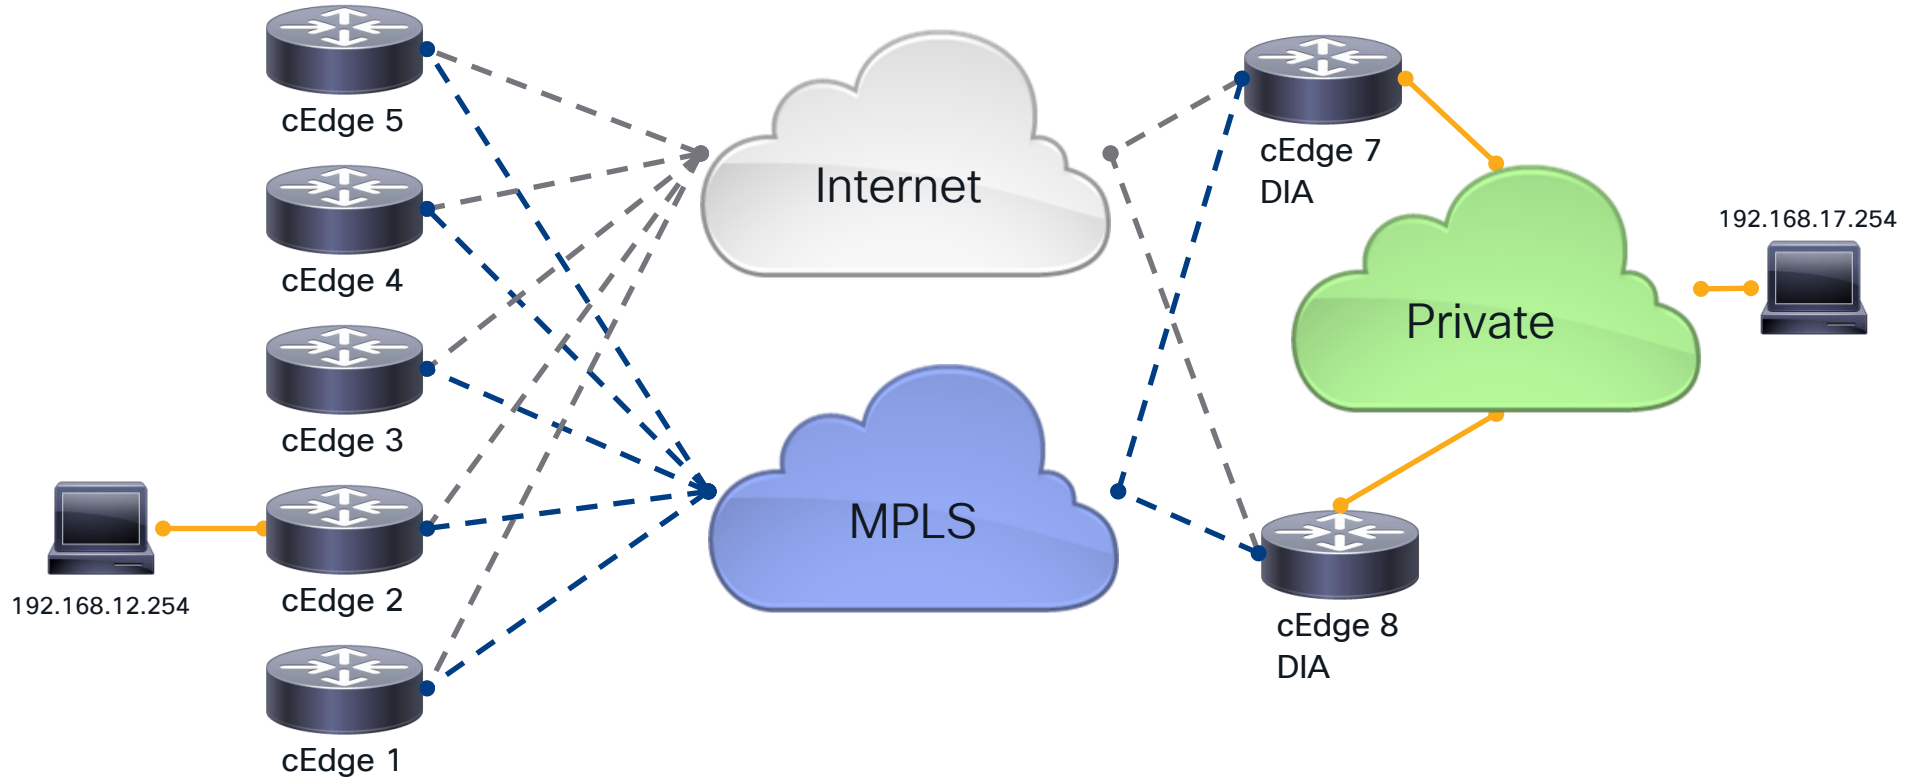 cEdge 5
cEdge 4
cEdge 3
cEdge 2
cEdge 1
192.168.12.254
Internet
MPLS
cEdge 7
DIA
Private
192.168.17.254
cEdge 8
DIA